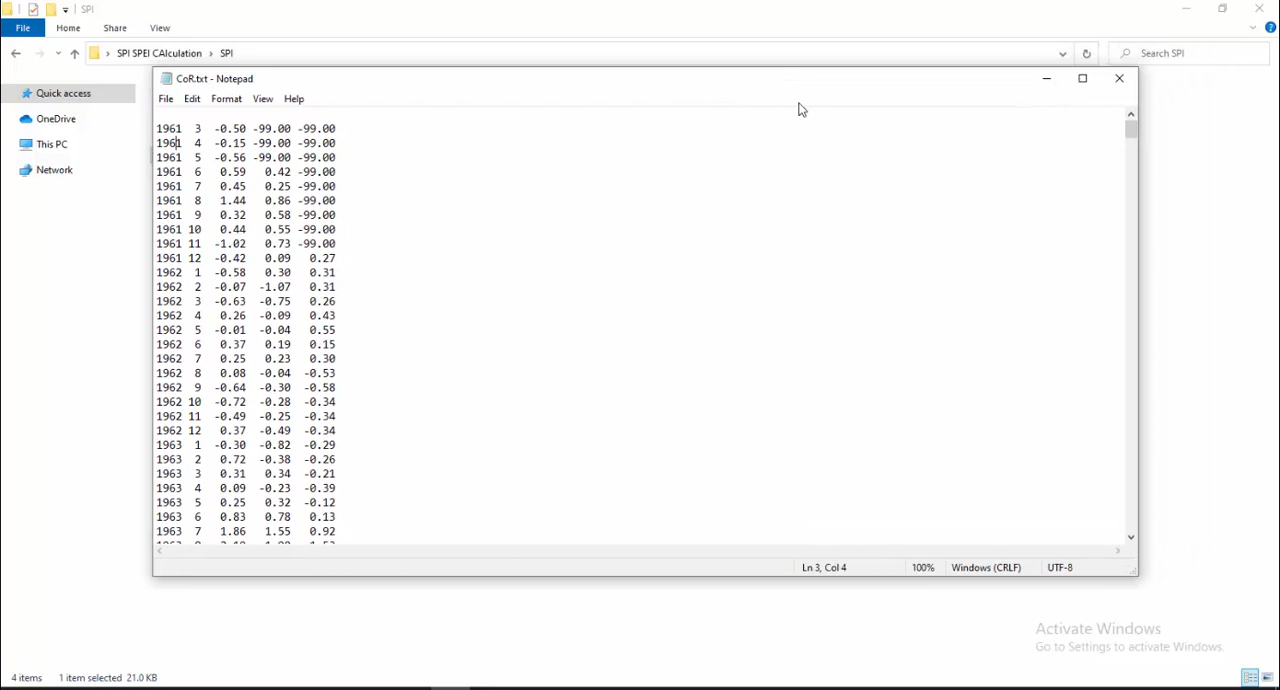 SPI
File Home Share View
SPI SPEI CAlculation SPI Search SPI
Quick access
OneDrive
This PC
Network
CoR.txt - Notepad
File Edit Format View Help
1961 3 -0.50 -99.00 -99.00
1961 4 -0.15 -99.00 -99.00
1961 5 -0.56 -99.00 -99.00
1961 6 0.59 0.42 -99.00
1961 7 0.45 0.25 -99.00
1961 8 1.44 0.86 -99.00
1961 9 0.32 0.58 -99.00
1961 10 0.44 0.55 -99.00
1961 11 -1.02 0.73 -99.00
1961 12 -0.42 0.09 0.27
1962 1 -0.58 0.30 0.31
1962 2 -0.07 -1.07 0.31
1962 3 -0.63 -0.75 0.26
1962 4 0.26 -0.09 0.43
1962 5 -0.01 -0.04 0.55
1962 6 0.37 0.19 0.15
1962 7 0.25 0.23 0.30
1962 8 0.08 -0.04 -0.53
1962 9 -0.64 -0.30 -0.58
1962 10 -0.72 -0.28 -0.34
1962 11 -0.49 -0.25 -0.34
1962 12 0.37 -0.49 -0.34
1963 1 -0.30 -0.82 -0.29
1963 2 0.72 -0.38 -0.26
1963 3 0.31 0.34 -0.21
1963 4 0.09 -0.23 -0.39
1963 5 0.25 0.32 -0.12
1963 6 0.83 0.78 0.13
1963 7 1.86 1.55 0.92
Ln 3, Col 4 100% Windows (CRLF) UTF-8
Activate Windows
Go to Settings to activate Windows.
4 items 1 item selected 21.0 KB